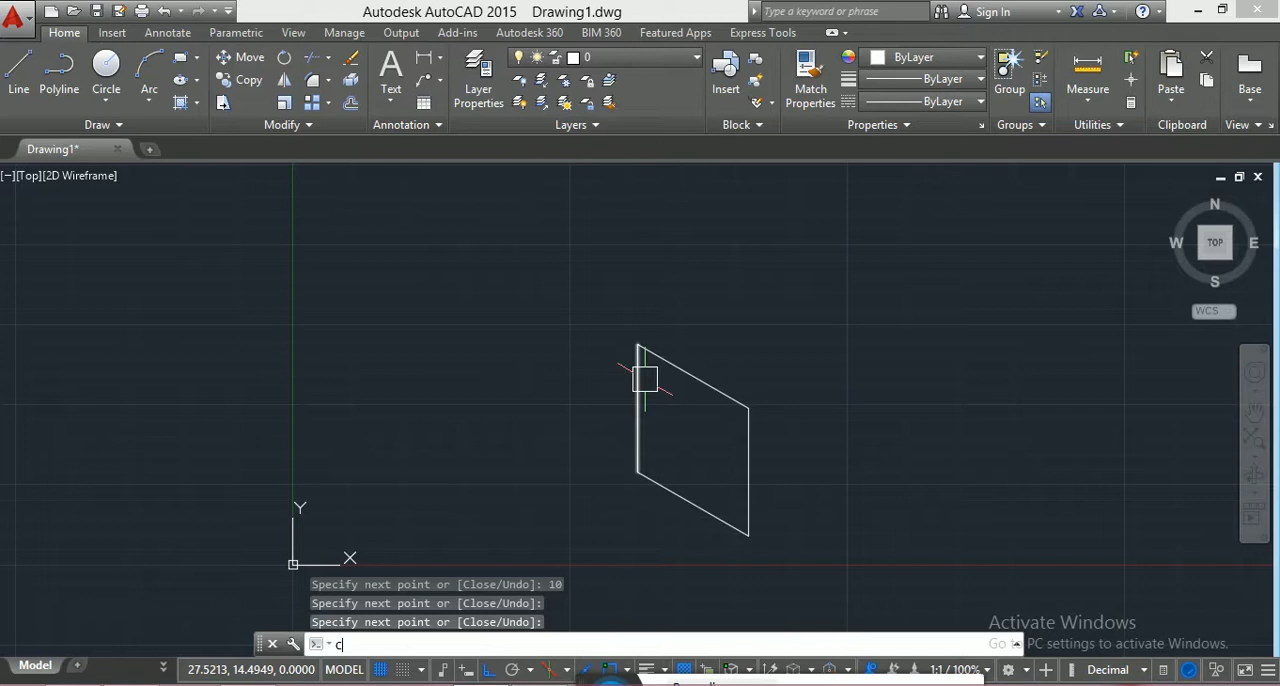 Autodesk AutoCAD 2015 Drawing1.dwg
Type a keyword or phrase
Sign In
Home Insert Annotate Parametric View Manage Output Add-ins Autodesk 360 BIM 360 Featured Apps Express Tools
Line
Polyline
Circle
Arc
Move
Copy
Text
Layer
Properties
0
Insert
Match
Properties
ByLayer
ByLayer
ByLayer
Group
Measure
Paste
Base
Draw
Modify
Annotation
Layers
Block
Properties
Groups
Utilities
Clipboard
View
Drawing1*
[−][Top][2D Wireframe]
N
W
TOP
E
S
WCS
Y
X
Specify next point or [Close/Undo]: 10
Specify next point or [Close/Undo]:
Specify next point or [Close/Undo]:
c
Activate Windows
Go to PC settings to activate Windows.
Model
27.5213, 14.4949, 0.0000 MODEL
1:1 / 100%
Decimal